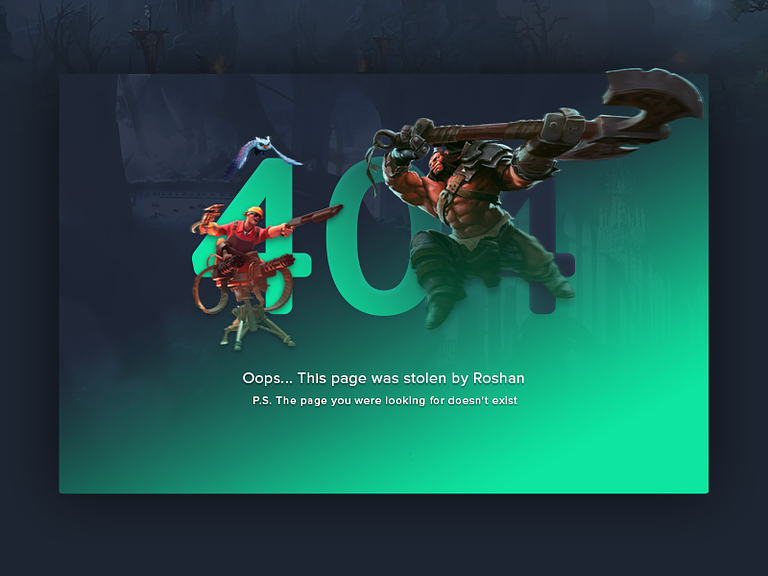 404
Oops... This page was stolen by Roshan
P.S. The page you were looking for doesn't exist